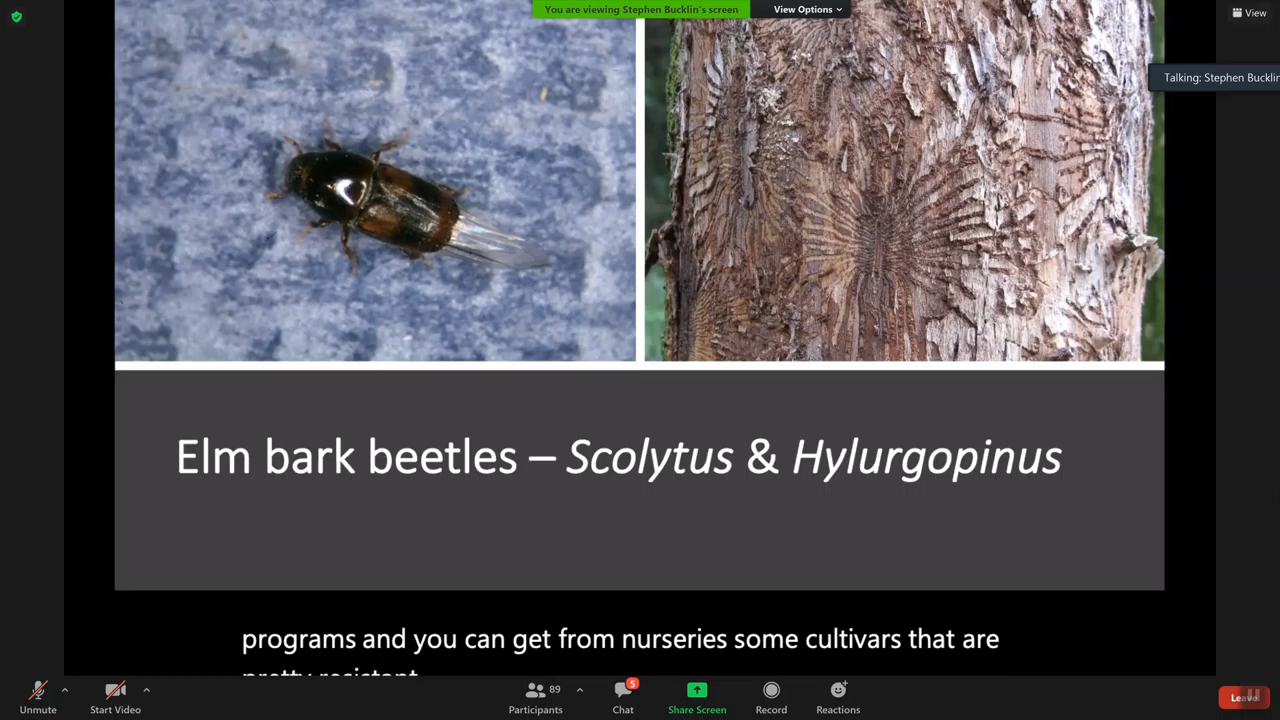 You are viewing Stephen Bucklin's screen
View Options
View
Talking: Stephen Bucklin
Elm bark beetles – Scolytus & Hylurgopinus
programs and you can get from nurseries some cultivars that are
pretty resistant
Unmute
Start Video
89
Participants
5
Chat
Share Screen
Record
Reactions
Leave